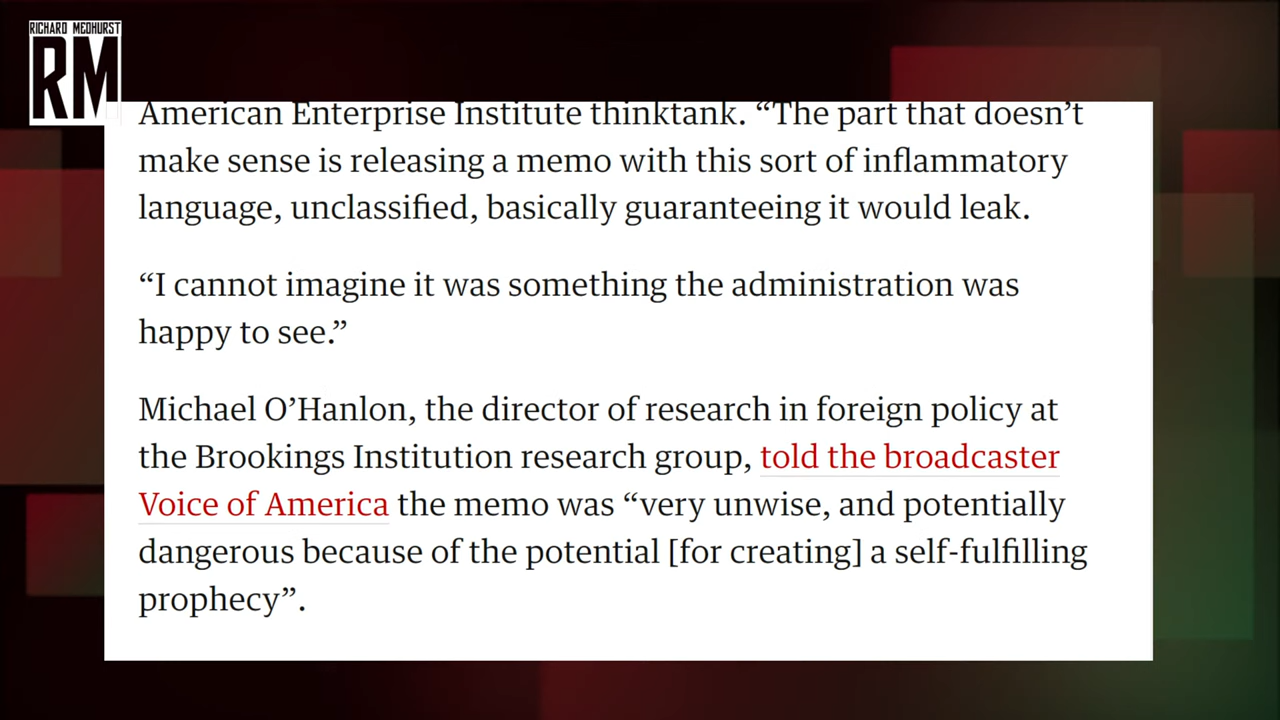 RICHARD MEDHURST
RM
American Enterprise Institute thinktank. “The part that doesn’t
make sense is releasing a memo with this sort of inflammatory
language, unclassified, basically guaranteeing it would leak.
“I cannot imagine it was something the administration was
happy to see.”
Michael O’Hanlon, the director of research in foreign policy at
the Brookings Institution research group, told the broadcaster
Voice of America the memo was “very unwise, and potentially
dangerous because of the potential [for creating] a self-fulfilling
prophecy”.